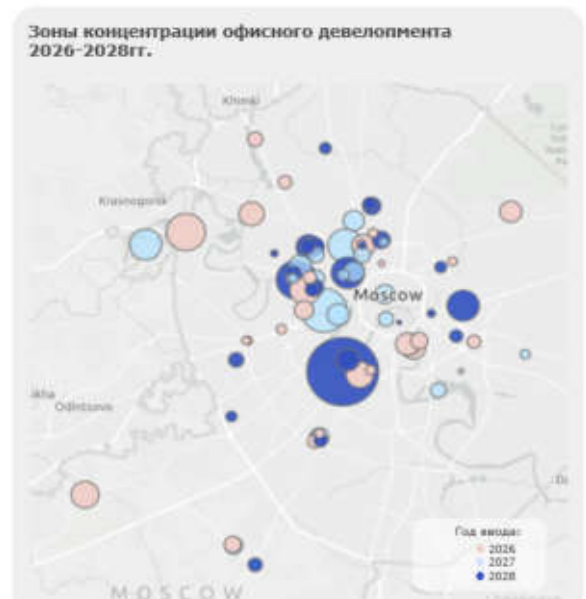 Зоны концентрации офисного девелопмента
2026-2028гг.
Khimki
Krasnogorsk
Moscow
Odintsovo
Год ввода:
2026
2027
2028
MOSCOW